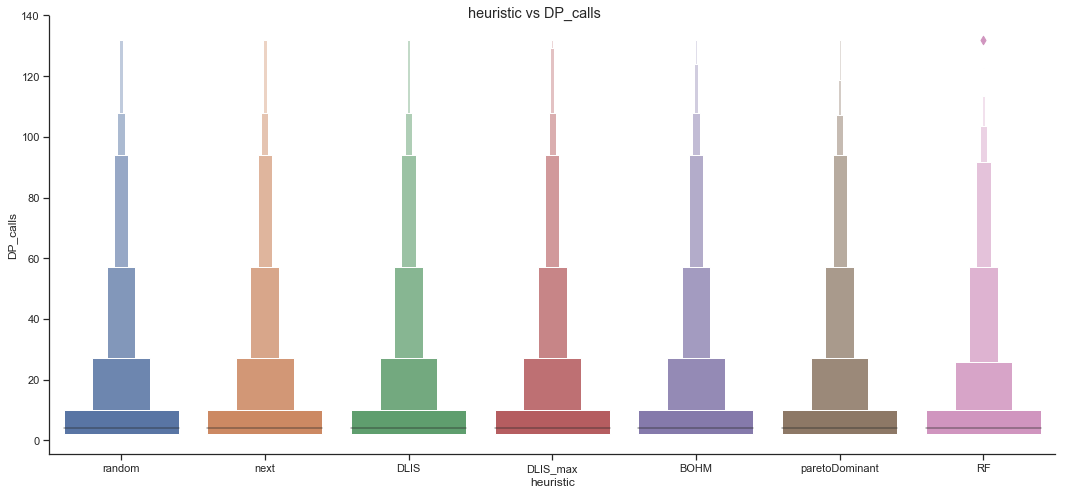 heuristic vs DP_calls
140
120
100
80
60
40
20
0
DP_calls
random next DLIS DLIS_max BOHM paretoDominant RF
heuristic